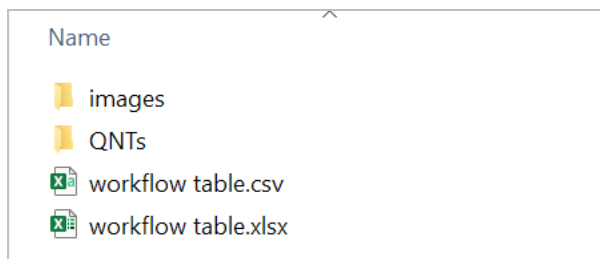 Name
images
QNTs
workflow table.csv
workflow table.xlsx